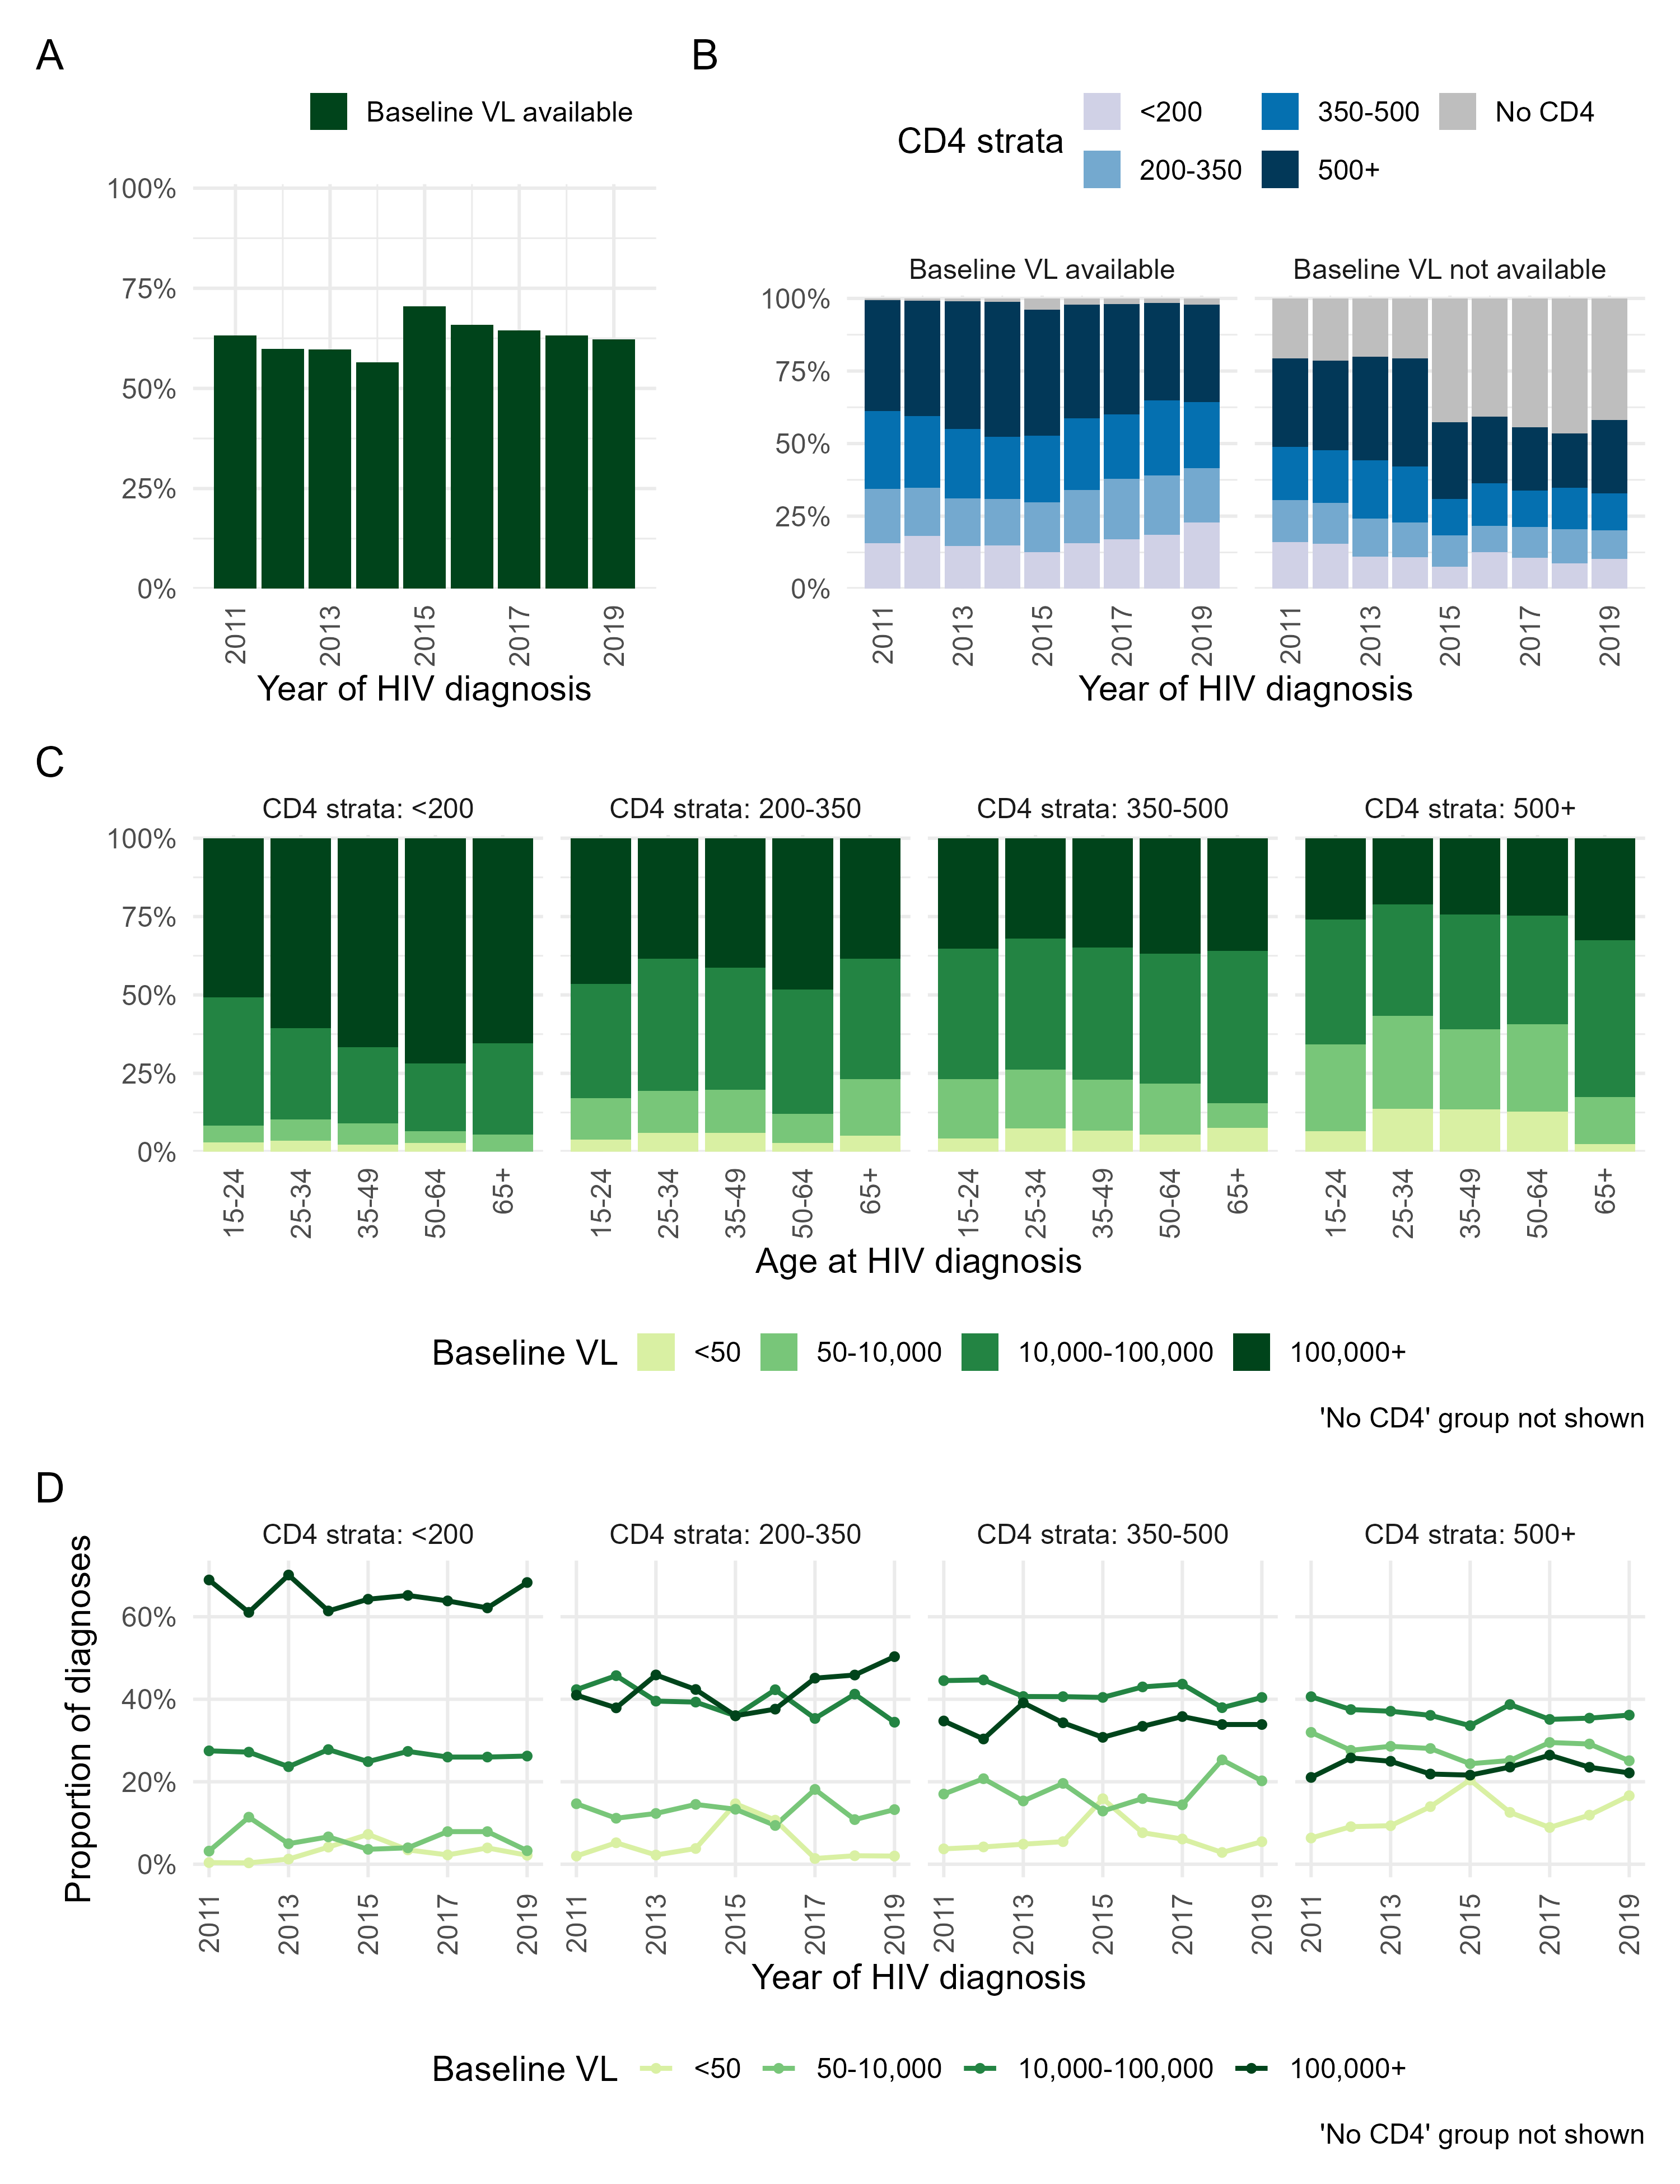 A
Baseline VL available
100%
75%
50%
25%
0%
2011 2013 2015 2017 2019
Year of HIV diagnosis
B
CD4 strata
<200 350-500 No CD4
200-350 500+
Baseline VL available Baseline VL not available
100%
75%
50%
25%
0%
2011 2013 2015 2017 2019 2011 2013 2015 2017 2019
Year of HIV diagnosis
C
CD4 strata: <200 CD4 strata: 200-350 CD4 strata: 350-500 CD4 strata: 500+
100%
75%
50%
25%
0%
15-24 25-34 35-49 50-64 65+ 15-24 25-34 35-49 50-64 65+ 15-24 25-34 35-49 50-64 65+ 15-24 25-34 35-49 50-64 65+
Age at HIV diagnosis
Baseline VL <50 50-10,000 10,000-100,000 100,000+
'No CD4' group not shown
D
Proportion of diagnoses
CD4 strata: <200 CD4 strata: 200-350 CD4 strata: 350-500 CD4 strata: 500+
60%
40%
20%
0%
2011 2013 2015 2017 2019 2011 2013 2015 2017 2019 2011 2013 2015 2017 2019 2011 2013 2015 2017 2019
Year of HIV diagnosis
Baseline VL <50 50-10,000 10,000-100,000 100,000+
'No CD4' group not shown